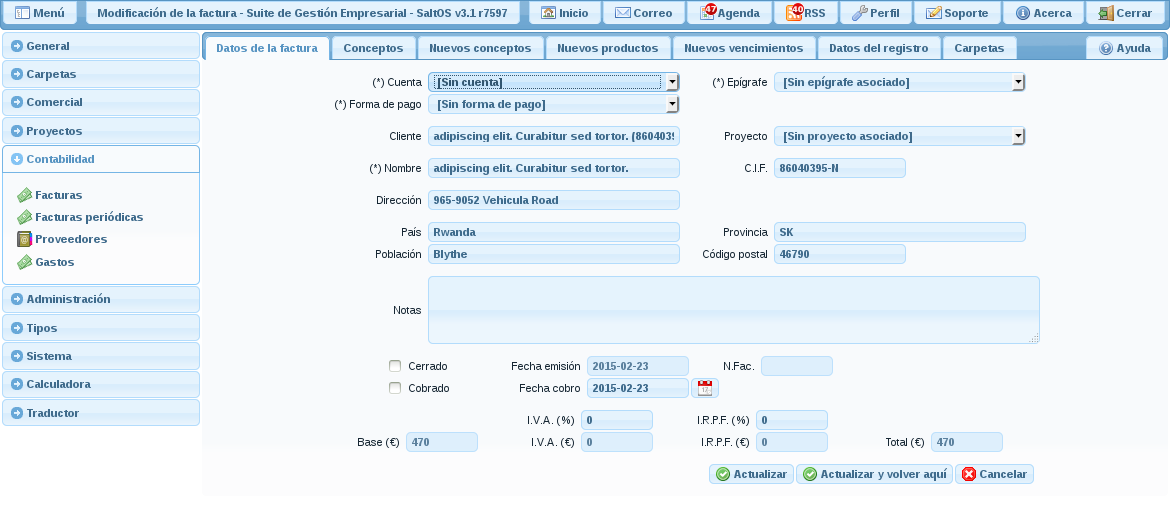 Menú Modificación de la factura - Suite de Gestión Empresarial - SaltOS v3.1 r7597 Inicio Correo 47 Agenda 40 RSS Perfil Soporte Acerca Cerrar
General
Carpetas
Comercial
Proyectos
Contabilidad
Facturas
Facturas periódicas
Proveedores
Gastos
Administración
Tipos
Sistema
Calculadora
Traductor
Datos de la factura Conceptos Nuevos conceptos Nuevos productos Nuevos vencimientos Datos del registro Carpetas Ayuda
(*) Cuenta [Sin cuenta] (*) Epígrafe [Sin epígrafe asociado]
(*) Forma de pago [Sin forma de pago]
Cliente adipiscing elit. Curabitur sed tortor. (8604039 Proyecto [Sin proyecto asociado]
(*) Nombre adipiscing elit. Curabitur sed tortor. C.I.F. 86040395-N
Dirección 965-9052 Vehicula Road
País Rwanda Provincia SK
Población Blythe Código postal 46790
Notas
Cerrado Fecha emisión 2015-02-23 N.Fac.
Cobrado Fecha cobro 2015-02-23
I.V.A. (%) 0 I.R.P.F. (%) 0
Base (€) 470 I.V.A. (€) 0 I.R.P.F. (€) 0 Total (€) 470
Actualizar Actualizar y volver aquí Cancelar